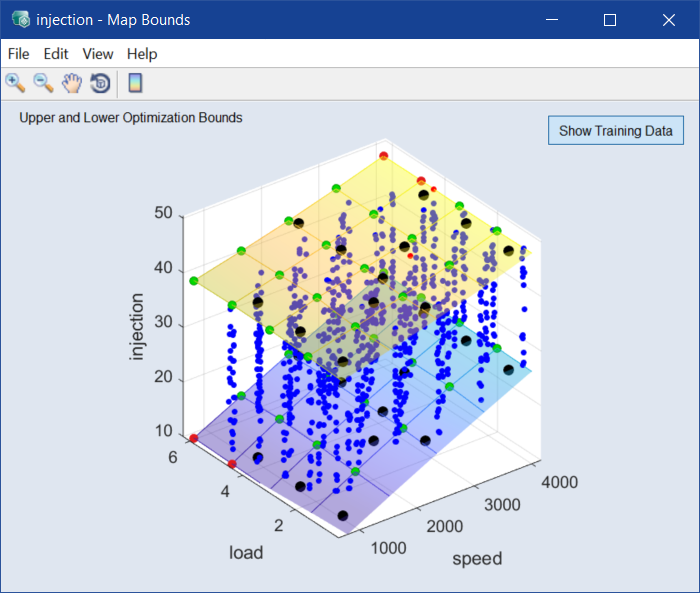 injection - Map Bounds
File Edit View Help
Upper and Lower Optimization Bounds
Show Training Data
50
40
30
20
10
injection
6
4
2
load
1000
2000
3000
4000
speed